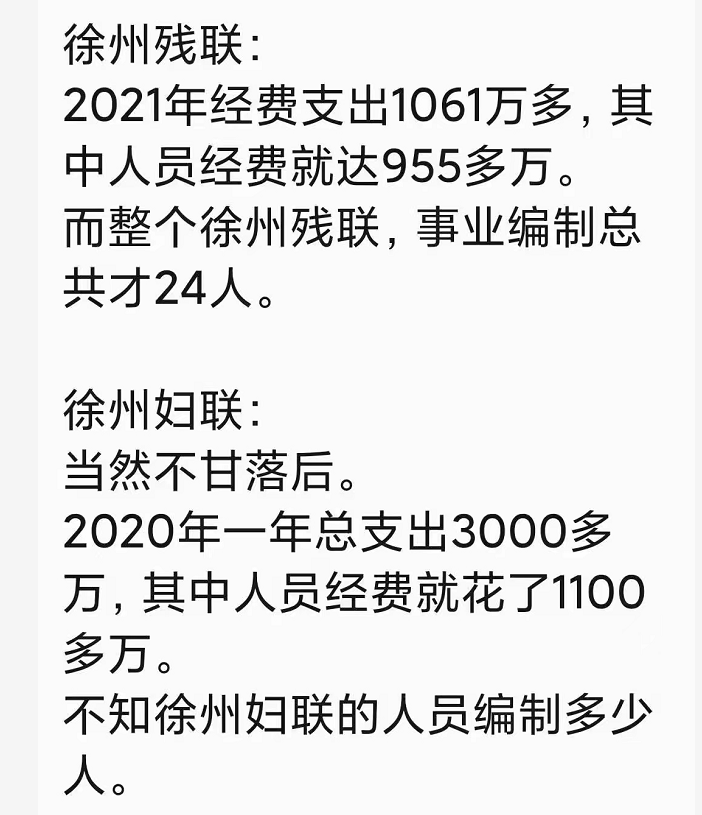 徐州残联：
2021年经费支出1061万多，其
中人员经费就达955多万。
而整个徐州残联，事业编制总
共才24人。
徐州妇联：
当然不甘落后。
2020年一年总支出3000多
万，其中人员经费就花了1100
多万。
不知徐州妇联的人员编制多少
人。